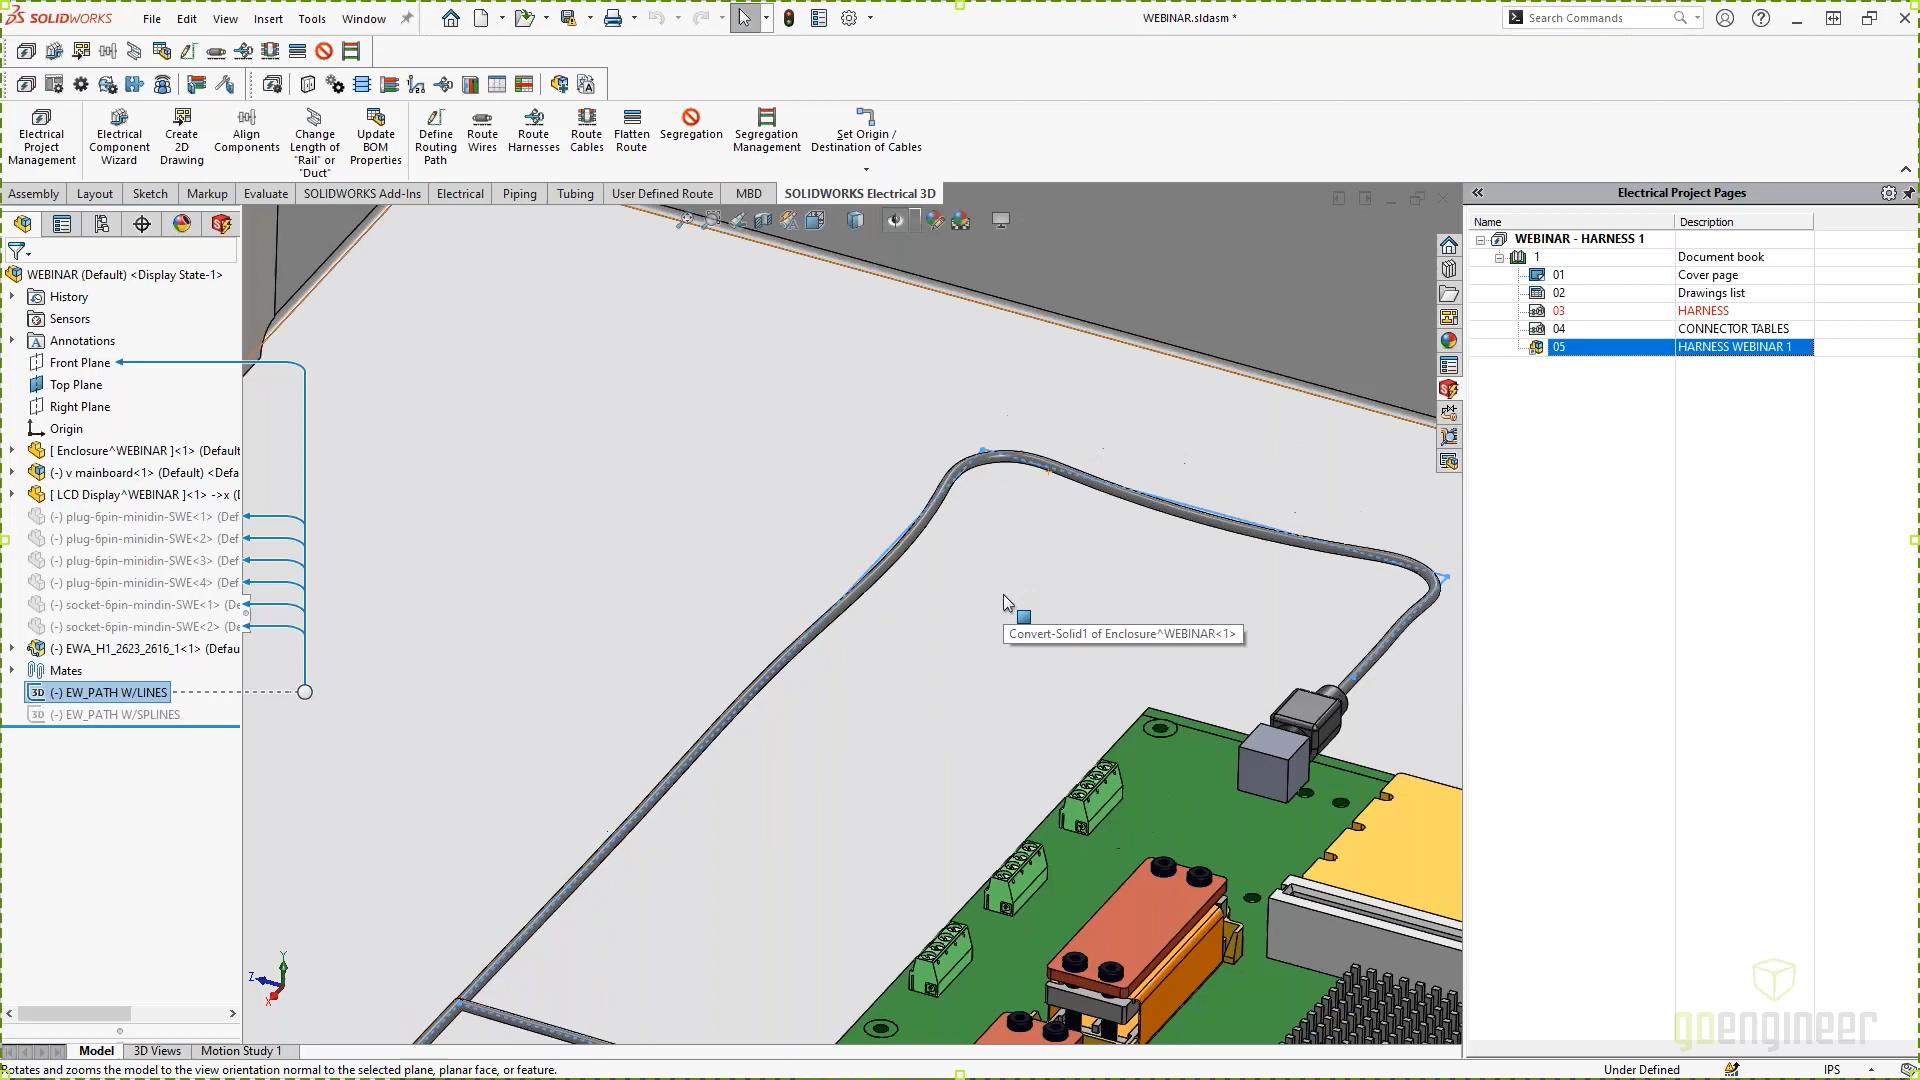 SOLIDWORKS File Edit View Insert Tools Window WEBINAR.sldasm * Search Commands
Electrical Project Management
Electrical Component Wizard
Create 2D Drawing
Align Components
Change Length of "Rail" or "Duct"
Update BOM Properties
Define Routing Path
Route Wires
Route Harnesses
Route Cables
Flatten Route
Segregation
Segregation Management
Set Origin / Destination of Cables
Assembly Layout Sketch Markup Evaluate SOLIDWORKS Add-Ins Electrical Piping Tubing User Defined Route MBD SOLIDWORKS Electrical 3D
WEBINAR (Default) <Display State-1>
History
Sensors
Annotations
Front Plane
Top Plane
Right Plane
Origin
[ Enclosure^WEBINAR ]<1> (Default
(-) v mainboard<1> (Default) <Defa
[ LCD Display^WEBINAR ]<1> ->x ([
(-) plug-6pin-minidin-SWE<1> (Def
(-) plug-6pin-minidin-SWE<2> (Def
(-) plug-6pin-minidin-SWE<3> (Def
(-) plug-6pin-minidin-SWE<4> (Def
(-) socket-6pin-mindin-SWE<1> (De
(-) socket-6pin-mindin-SWE<2> (De
(-) EWA_H1_2623_2616_1<1> (Defau
Mates
3D (-) EW_PATH W/LINES
3D (-) EW_PATH W/SPLINES
Convert-Solid1 of Enclosure^WEBINAR<1>
Y
Z
X
Electrical Project Pages
Name Description
WEBINAR - HARNESS 1
1 Document book
01 Cover page
02 Drawings list
03 HARNESS
04 CONNECTOR TABLES
05 HARNESS WEBINAR 1
goengineer
Model 3D Views Motion Study 1
Rotates and zooms the model to the view orientation normal to the selected plane, planar face, or feature. Under Defined IPS